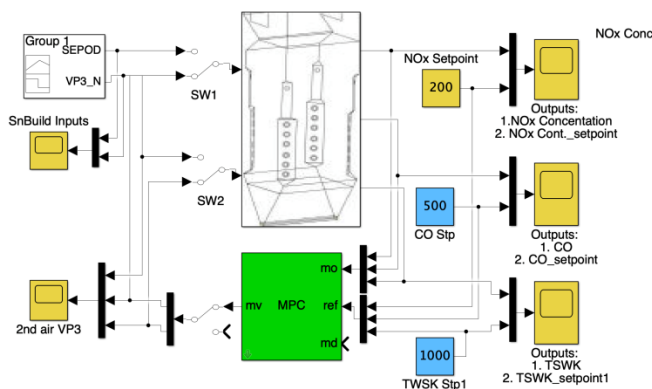 Group 1
SEPOD
VP3_N
SW1
SnBuild Inputs
SW2
2nd air VP3
mo
mv
MPC
ref
md
NOx Setpoint
200
NOx Conc
Outputs:
1.NOx Concentation
2. NOx Cont._setpoint
500
CO Stp
Outputs:
1. CO
2. CO_setpoint
1000
TWSK Stp1
Outputs:
1. TSWK
2. TSWK_setpoint1